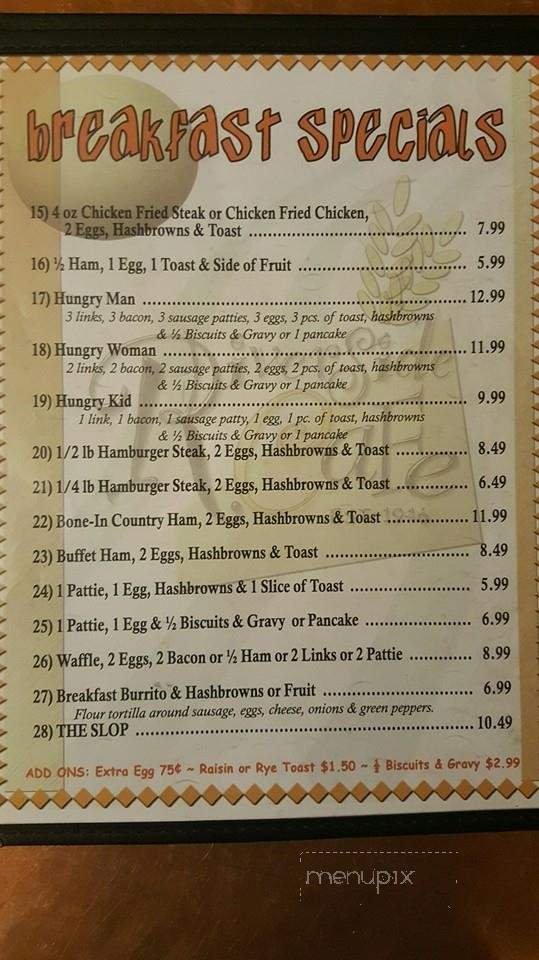 breakfast specials
15) 4 oz Chicken Fried Steak or Chicken Fried Chicken,
2 Eggs, Hashbrowns & Toast ........................................ 7.99
16) ½ Ham, 1 Egg, 1 Toast & Side of Fruit ............................... 5.99
17) Hungry Man ............................................................ 12.99
3 links, 3 bacon, 3 sausage patties, 3 eggs, 3 pcs. of toast, hashbrowns
& ½ Biscuits & Gravy or 1 pancake
18) Hungry Woman ........................................................ 11.99
2 links, 2 bacon, 2 sausage patties, 2 eggs, 2 pcs. of toast, hashbrowns
& ½ Biscuits & Gravy or 1 pancake
19) Hungry Kid ............................................................. 9.99
1 link, 1 bacon, 1 sausage patty, 1 egg, 1 pc. of toast, hashbrowns
& ½ Biscuits & Gravy or 1 pancake
20) 1/2 lb Hamburger Steak, 2 Eggs, Hashbrowns & Toast ............. 8.49
21) 1/4 lb Hamburger Steak, 2 Eggs, Hashbrowns & Toast ............. 6.49
22) Bone-In Country Ham, 2 Eggs, Hashbrowns & Toast ............... 11.99
23) Buffet Ham, 2 Eggs, Hashbrowns & Toast .......................... 8.49
24) 1 Pattie, 1 Egg, Hashbrowns & 1 Slice of Toast ..................... 5.99
25) 1 Pattie, 1 Egg & ½ Biscuits & Gravy or Pancake ................... 6.99
26) Waffle, 2 Eggs, 2 Bacon or ½ Ham or 2 Links or 2 Pattie ........... 8.99
27) Breakfast Burrito & Hashbrowns or Fruit ........................... 6.99
Flour tortilla around sausage, eggs, cheese, onions & green peppers.
28) THE SLOP ............................................................... 10.49
ADD ONS: Extra Egg 75¢ ~ Raisin or Rye Toast $1.50 ~ ½ Biscuits & Gravy $2.99
menupix